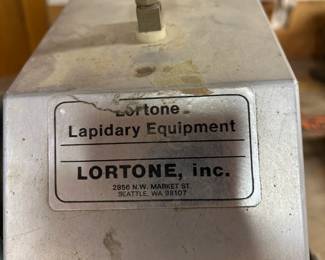 Lortone
Lapidary Equipment
LORTONE, inc.
2856 N.W. MARKET ST.
SEATTLE, WA 98107